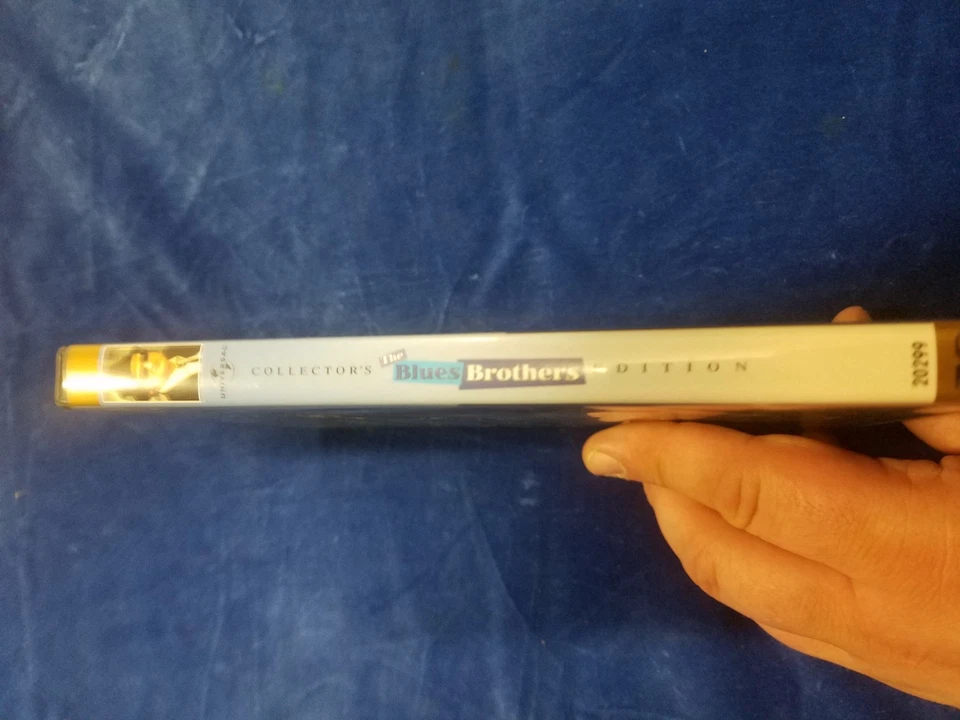 UNIVERSAL
COLLECTOR'S
The
Blues Brothers
DITION
20299